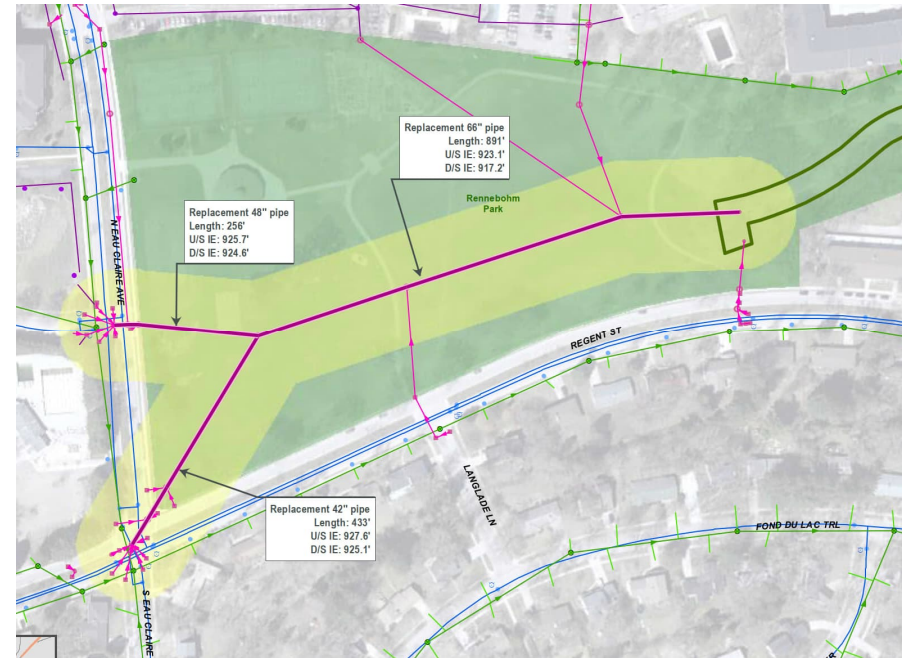 Replacement 66" pipe
Length: 891'
U/S IE: 923.1'
D/S IE: 917.2'
Rennebohm
Park
Replacement 48" pipe
Length: 256'
U/S IE: 925.7'
D/S IE: 924.6'
N EAU CLAIRE AVE
REGENT ST
Replacement 42" pipe
Length: 433'
U/S IE: 927.6'
D/S IE: 925.1'
LANGLADE LN
FOND DU LAC TRL
S EAU CLAIRE